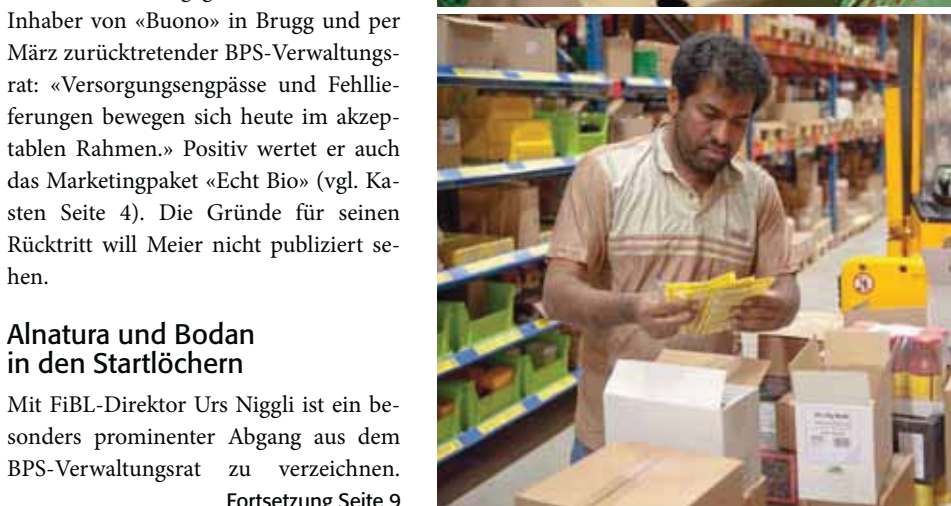 Inhaber von «Buono» in Brugg und per
März zurücktretender BPS-Verwaltungs-
rat: «Versorgungsengpässe und Fehllie-
ferungen bewegen sich heute im akzep-
tablen Rahmen.» Positiv wertet er auch
das Marketingpaket «Echt Bio» (vgl. Ka-
sten Seite 4). Die Gründe für seinen
Rücktritt will Meier nicht publiziert se-
hen.
Alnatura und Bodan
in den Startlöchern
Mit FiBL-Direktor Urs Niggli ist ein be-
sonders prominenter Abgang aus dem
BPS-Verwaltungsrat zu verzeichnen.
Fortsetzung Seite 9